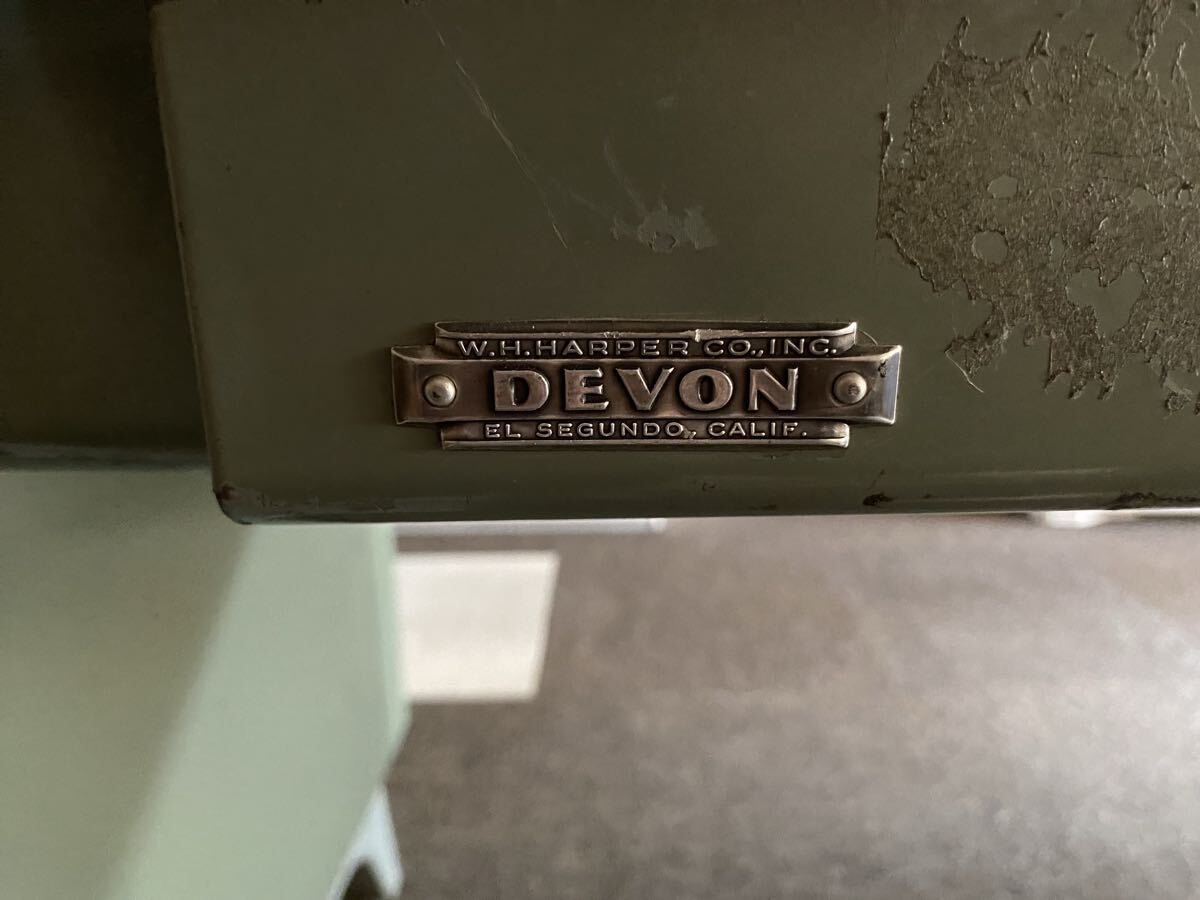 W.H.HARPER CO.,INC.
DEVON
EL SEGUNDO, CALIF.